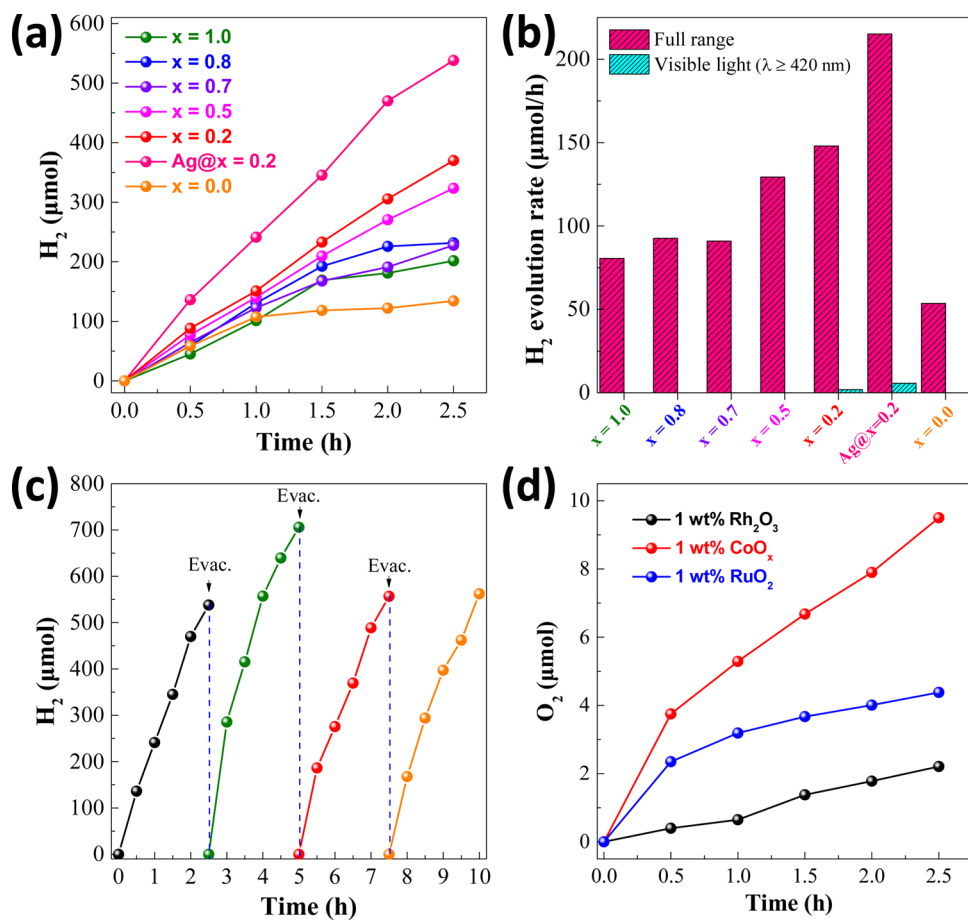 (a)
H₂ (μmol)
600
500
400
300
200
100
0
x = 1.0
x = 0.8
x = 0.7
x = 0.5
x = 0.2
Ag@x = 0.2
x = 0.0
0.0 0.5 1.0 1.5 2.0 2.5
Time (h)
(b)
H₂ evolution rate (μmol/h)
200
150
100
50
0
Full range
Visible light (λ ≥ 420 nm)
x = 1.0
x = 0.8
x = 0.7
x = 0.5
x = 0.2
Ag@x=0.2
x = 0.0
(c)
H₂ (μmol)
800
700
600
500
400
300
200
100
0
Evac.
Evac.
Evac.
0 1 2 3 4 5 6 7 8 9 10
Time (h)
(d)
O₂ (μmol)
10
8
6
4
2
0
1 wt% Rh₂O₃
1 wt% CoOₓ
1 wt% RuO₂
0.0 0.5 1.0 1.5 2.0 2.5
Time (h)